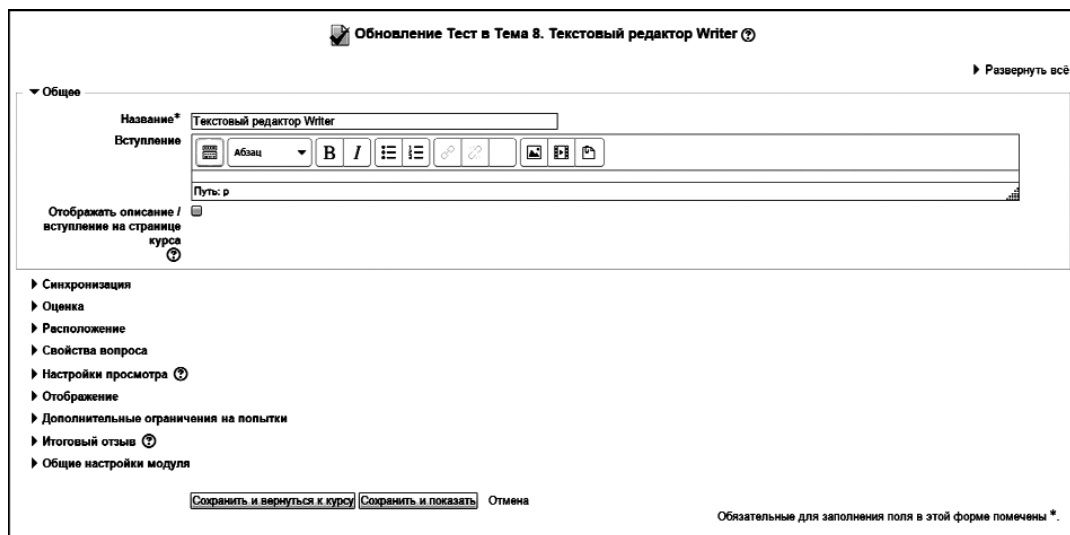 Обновление Тест в Тема 8. Текстовый редактор Writer ?
Развернуть всё
Общее
Название*
Текстовый редактор Writer
Вступление
Абзац
B I
Путь: p
Отображать описание /
вступление на странице
курса
?
Синхронизация
Оценка
Расположение
Свойства вопроса
Настройки просмотра ?
Отображение
Дополнительные ограничения на попытки
Итоговый отзыв ?
Общие настройки модуля
Сохранить и вернуться к курсу Сохранить и показать Отмена
Обязательные для заполнения поля в этой форме помечены *.